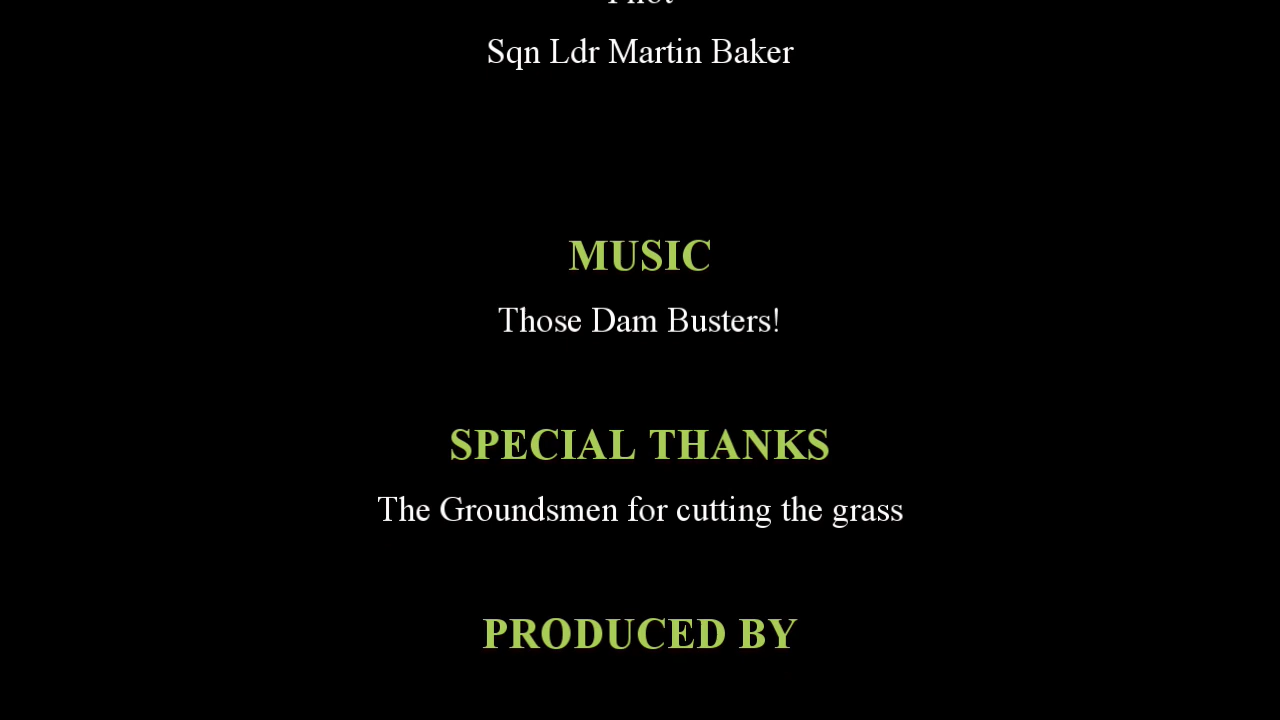 Sqn Ldr Martin Baker
MUSIC
Those Dam Busters!
SPECIAL THANKS
The Groundsmen for cutting the grass
PRODUCED BY